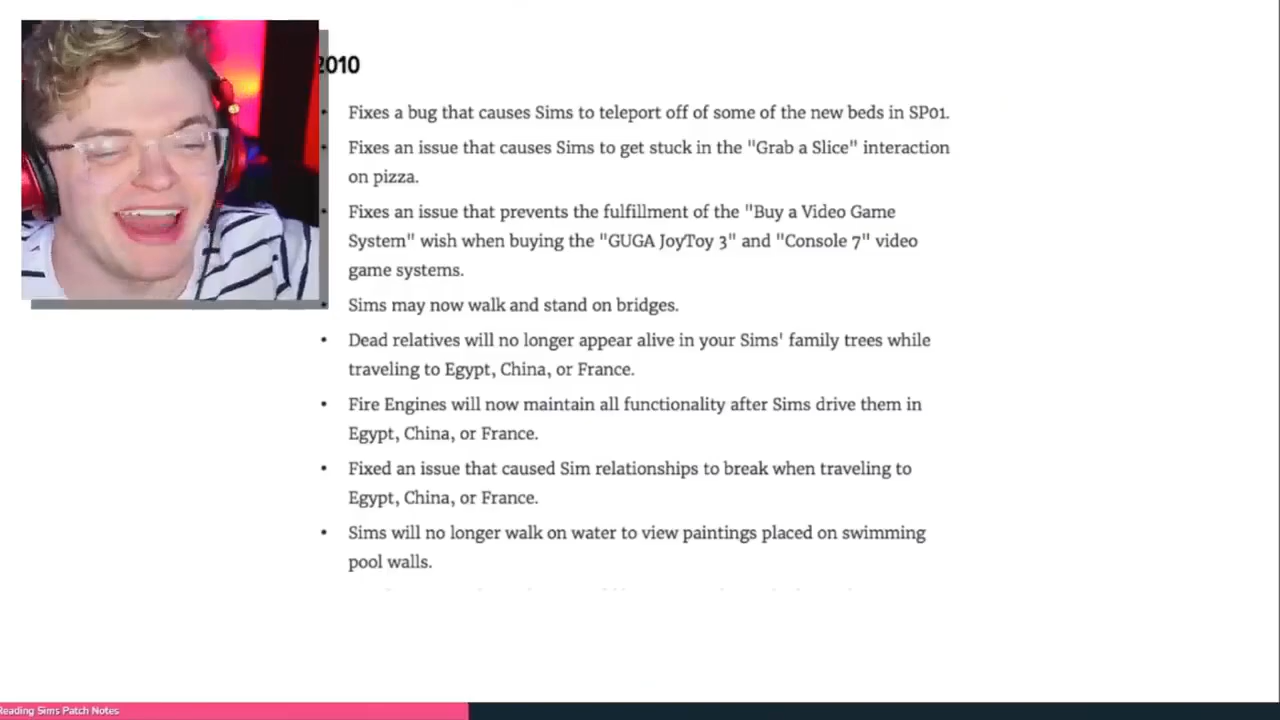 2010
• Fixes a bug that causes Sims to teleport off of some of the new beds in SP01.
• Fixes an issue that causes Sims to get stuck in the "Grab a Slice" interaction
on pizza.
• Fixes an issue that prevents the fulfillment of the "Buy a Video Game
System" wish when buying the "GUGA JoyToy 3" and "Console 7" video
game systems.
• Sims may now walk and stand on bridges.
• Dead relatives will no longer appear alive in your Sims' family trees while
traveling to Egypt, China, or France.
• Fire Engines will now maintain all functionality after Sims drive them in
Egypt, China, or France.
• Fixed an issue that caused Sim relationships to break when traveling to
Egypt, China, or France.
• Sims will no longer walk on water to view paintings placed on swimming
pool walls.
Reading Sims Patch Notes